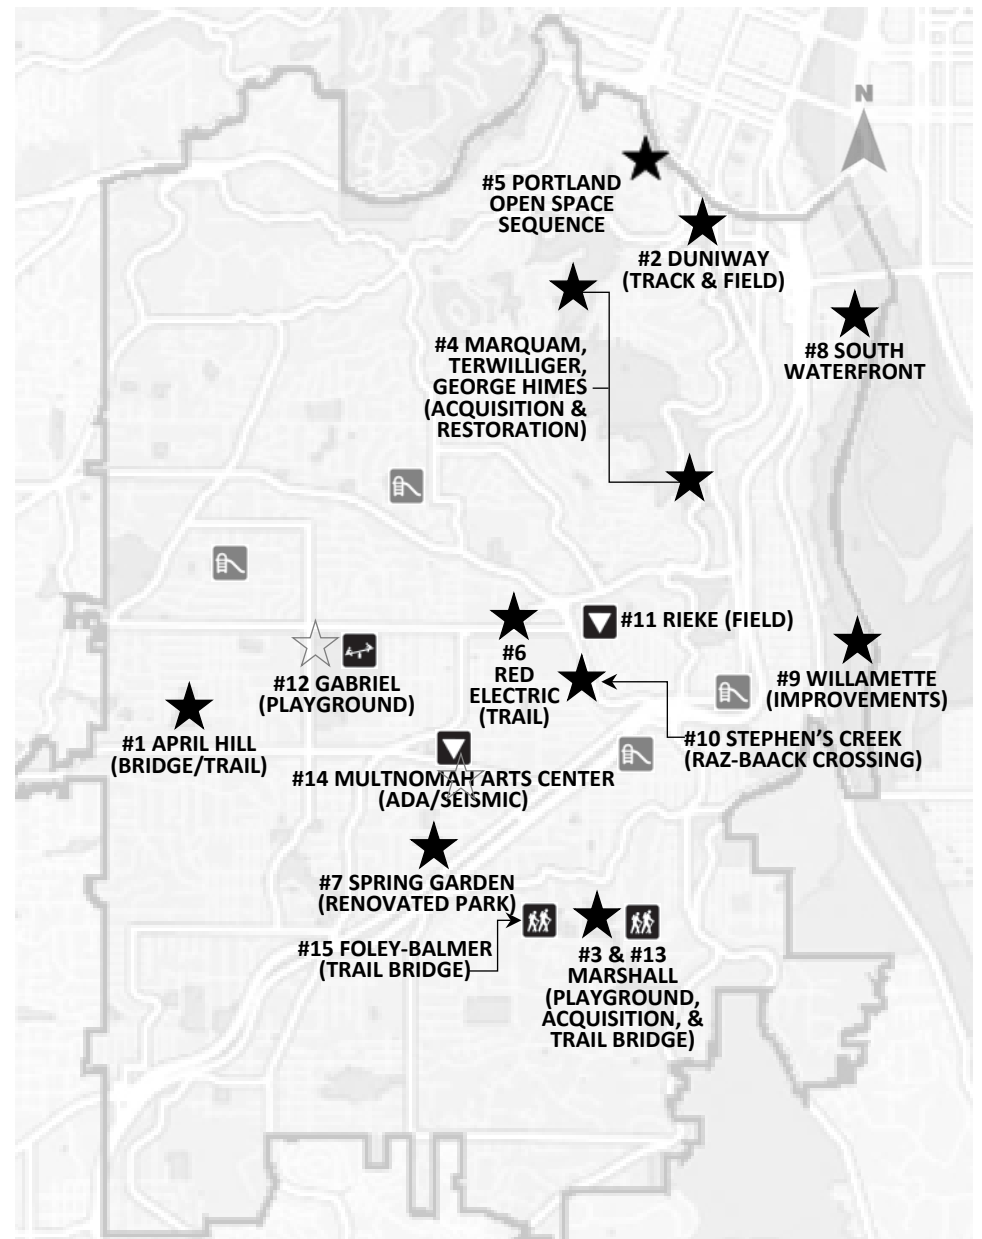 N
#5 PORTLAND
OPEN SPACE
SEQUENCE
#2 DUNIWAY
(TRACK & FIELD)
#4 MARQUAM,
TERWILLIGER,
GEORGE HIMES
(ACQUISITION &
RESTORATION)
#8 SOUTH
WATERFRONT
#11 RIEKE (FIELD)
#6
RED
ELECTRIC
(TRAIL)
#12 GABRIEL
(PLAYGROUND)
#9 WILLAMETTE
(IMPROVEMENTS)
#1 APRIL HILL
(BRIDGE/TRAIL)
#10 STEPHEN'S CREEK
(RAZ-BAACK CROSSING)
#14 MULTNOMAH ARTS CENTER
(ADA/SEISMIC)
#7 SPRING GARDEN
(RENOVATED PARK)
#15 FOLEY-BALMER
(TRAIL BRIDGE)
#3 & #13
MARSHALL
(PLAYGROUND,
ACQUISITION, &
TRAIL BRIDGE)